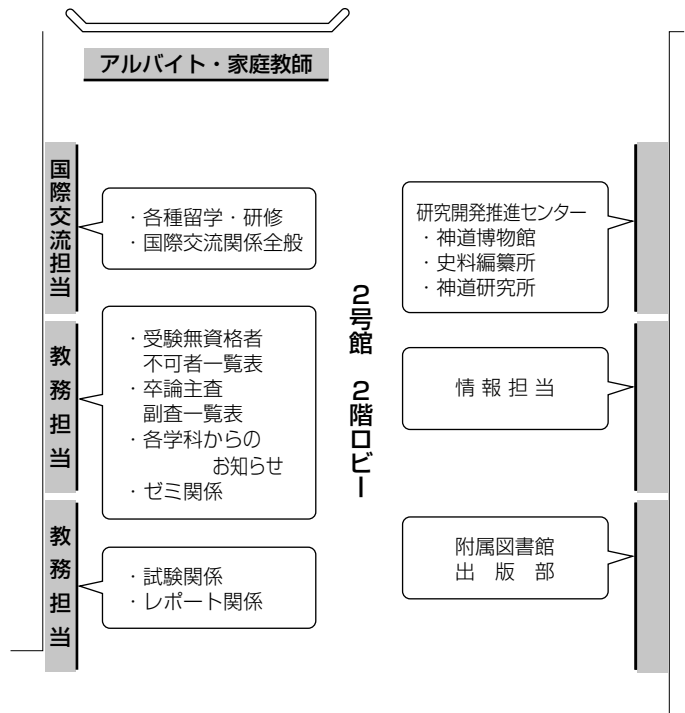 アルバイト・家庭教師
国際交流担当
・各種留学・研修
・国際交流関係全般
教務担当
・受験無資格者
不可者一覧表
・卒論主査
副査一覧表
・各学科からの
お知らせ
・ゼミ関係
教務担当
・試験関係
・レポート関係
2号館 2階ロビー
研究開発推進センター
・神道博物館
・史料編纂所
・神道研究所
情報担当
附属図書館
出版部